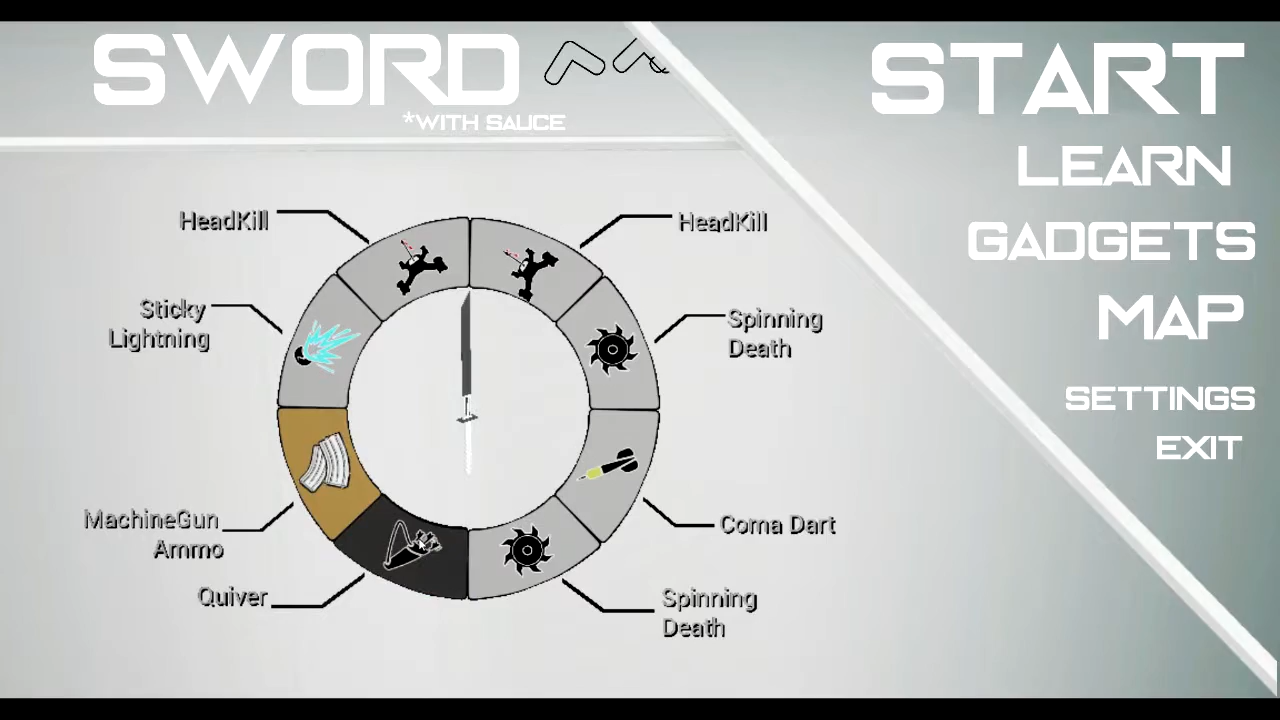 SWORD
*WITH SAUCE
START
LEARN
GADGETS
MAP
SETTINGS
EXIT
HeadKill
HeadKill
Sticky
Lightning
Spinning
Death
MachineGun
Ammo
Coma Dart
Quiver
Spinning
Death